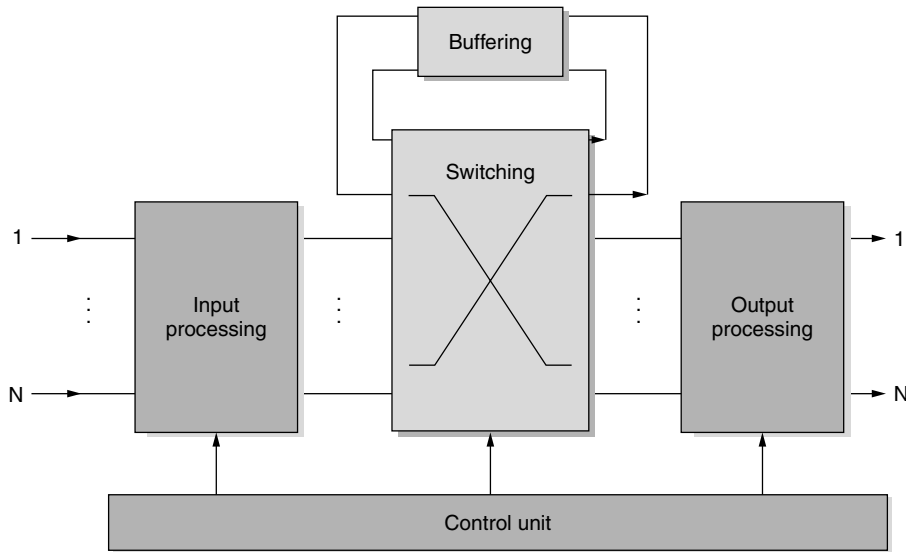 Buffering
Switching
1
1
Input
processing
Output
processing
N
N
Control unit